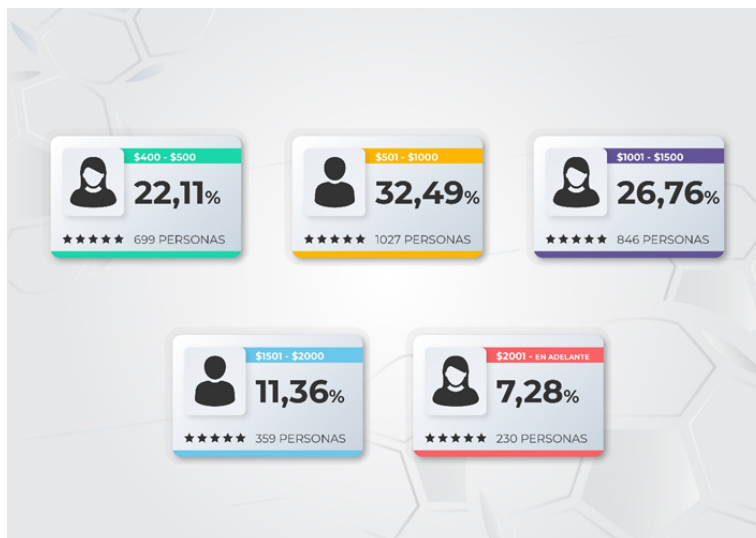 $400 - $500
22,11%
★★★★★ 699 PERSONAS
$501 - $1000
32,49%
★★★★★ 1027 PERSONAS
$1001 - $1500
26,76%
★★★★★ 846 PERSONAS
$1501 - $2000
11,36%
★★★★★ 359 PERSONAS
$2001 - EN ADELANTE
7,28%
★★★★★ 230 PERSONAS